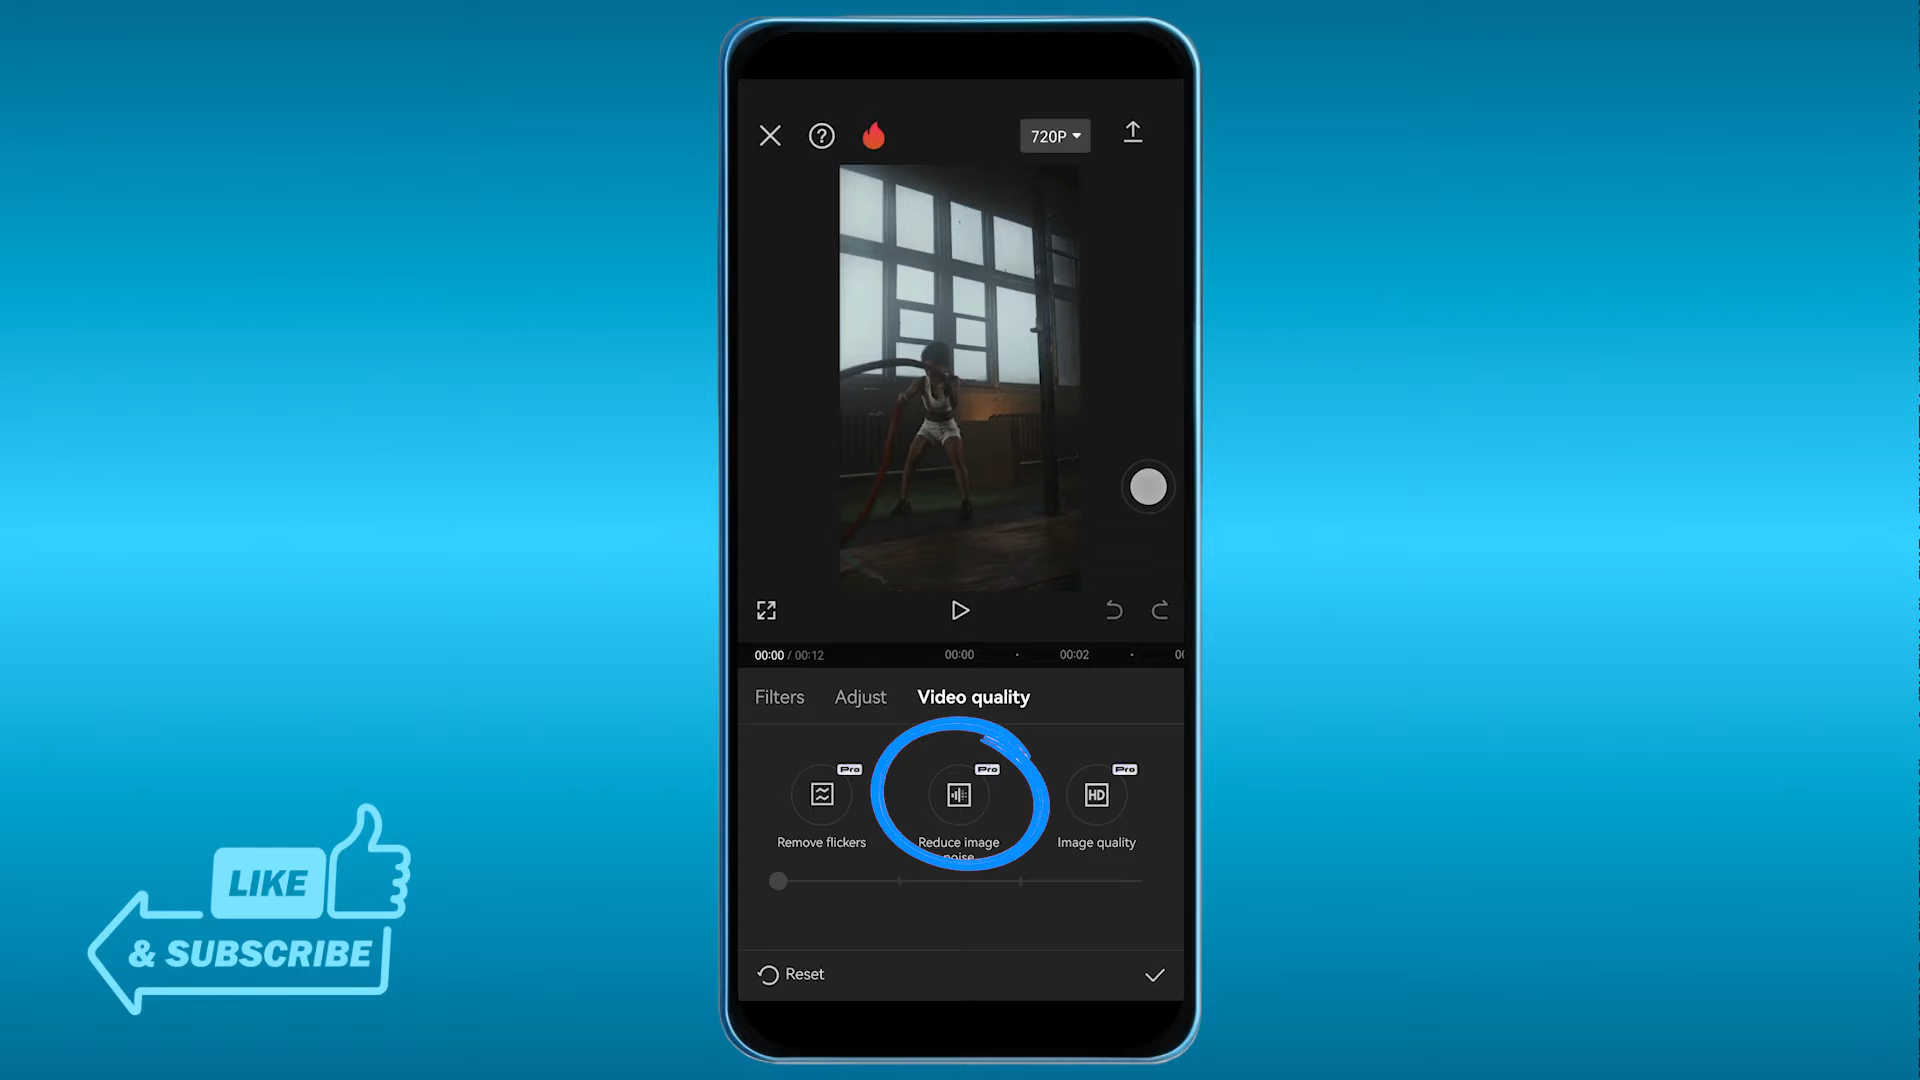 720P
00:00 / 00:12
00:00
00:02
Filters
Adjust
Video quality
Pro
Pro
Pro
HD
Remove flickers
Reduce image
noise
Image quality
Reset
LIKE
& SUBSCRIBE